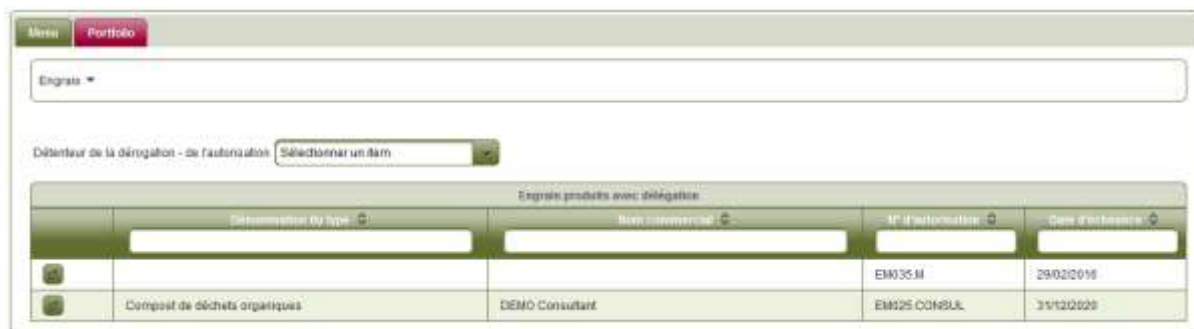 Menu Portfolio
Engrais
Détenteur de la dérogation - de l'autorisation Sélectionner un item
Engrais produits avec délégation
Dénomination du type Nom commercial N° d'autorisation Date d'échéance
EM035.M 29/02/2016
Compost de déchets organiques DEMO Consultant EM025.CONSUL 31/12/2020